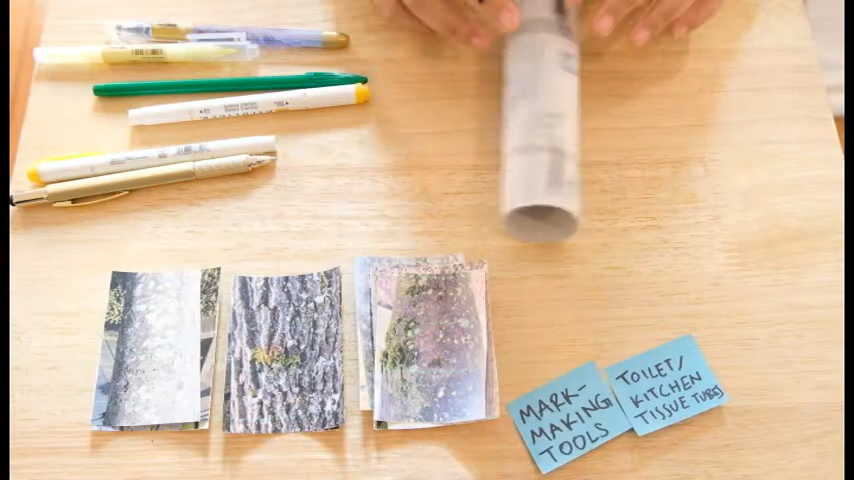 MARK-
MAKING
TOOLS
TOILET/
KITCHEN
TISSUE TUBES